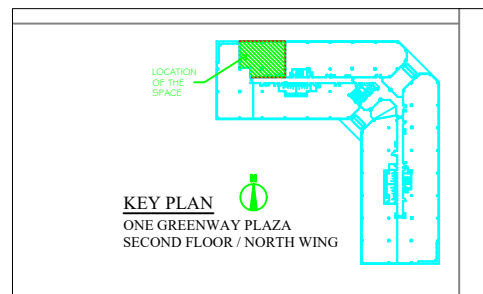 LOCATION
OF THE
SPACE
KEY PLAN
ONE GREENWAY PLAZA
SECOND FLOOR / NORTH WING